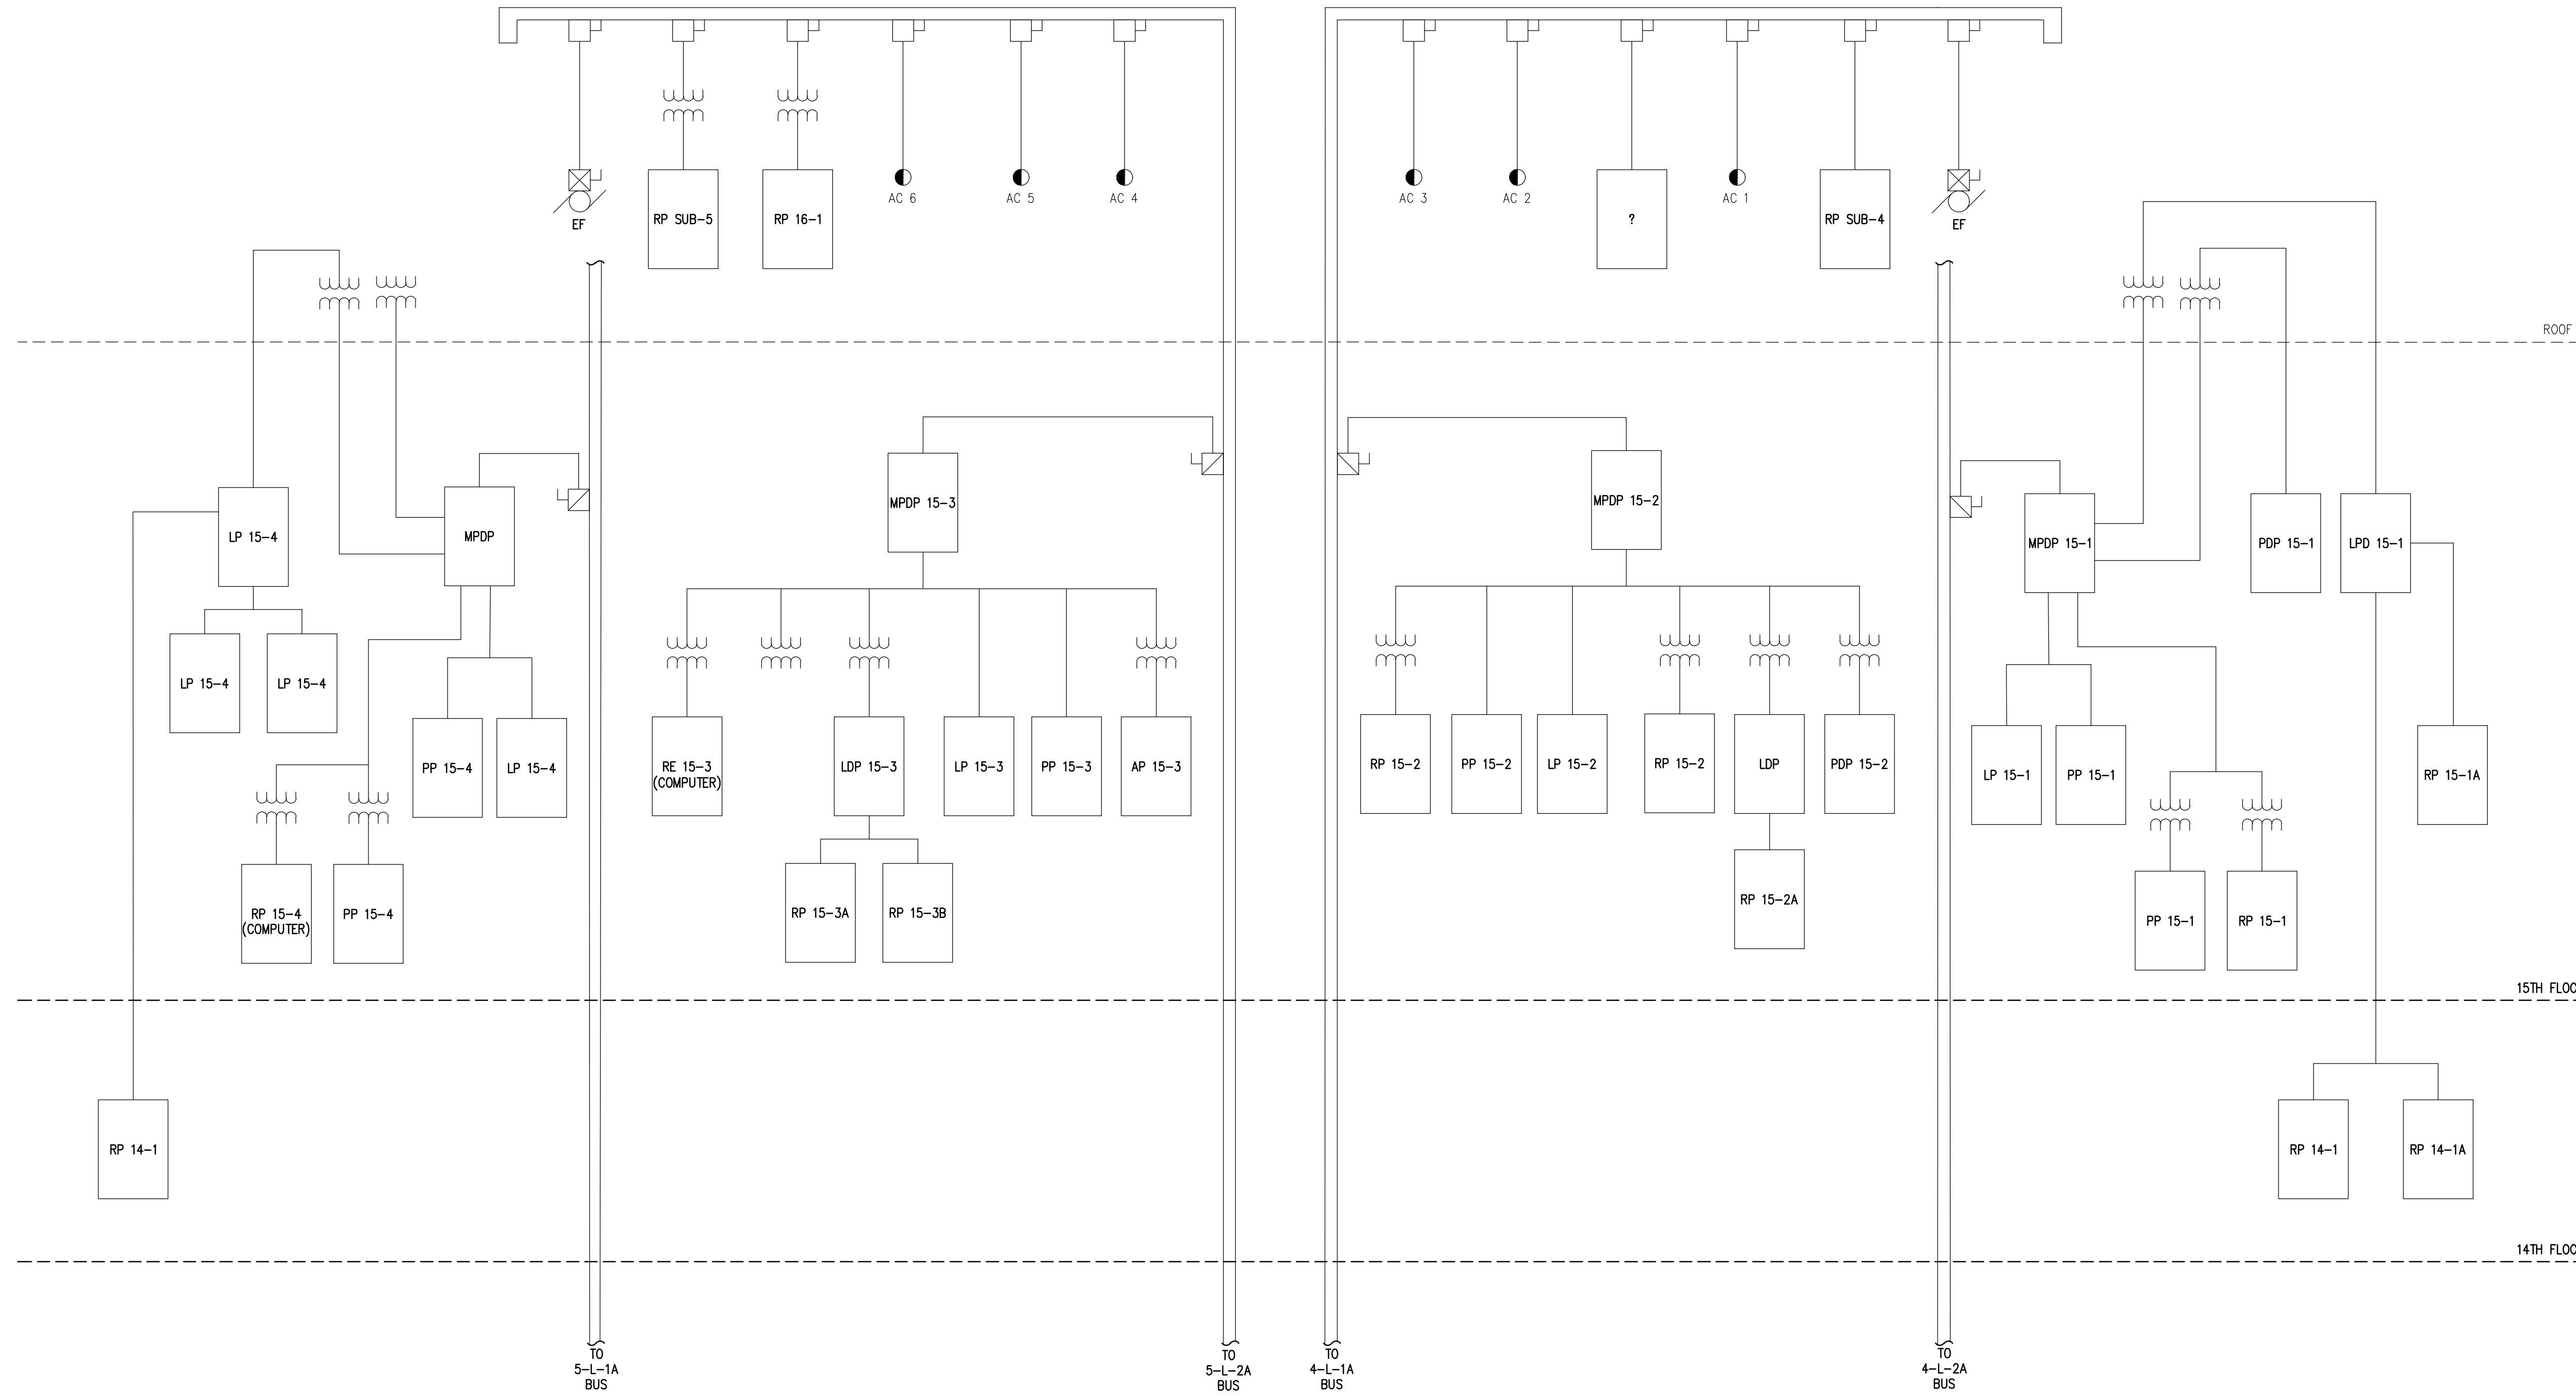 EF
RP SUB-5
RP 16-1
AC 6
AC 5
AC 4
AC 3
AC 2
?
AC 1
RP SUB-4
EF
ROOF
LP 15-4
MPDP
MPDP 15-3
MPDP 15-2
MPDP 15-1
PDP 15-1
LPD 15-1
LP 15-4
LP 15-4
PP 15-4
LP 15-4
RE 15-3
(COMPUTER)
LDP 15-3
LP 15-3
PP 15-3
AP 15-3
RP 15-2
PP 15-2
LP 15-2
RP 15-2
LDP
PDP 15-2
LP 15-1
PP 15-1
RP 15-1A
RP 15-4
(COMPUTER)
PP 15-4
RP 15-3A
RP 15-3B
RP 15-2A
PP 15-1
RP 15-1
15TH FLOO
RP 14-1
RP 14-1
RP 14-1A
14TH FLOO
TO
5-L-1A
BUS
TO
5-L-2A
BUS
TO
4-L-1A
BUS
TO
4-L-2A
BUS